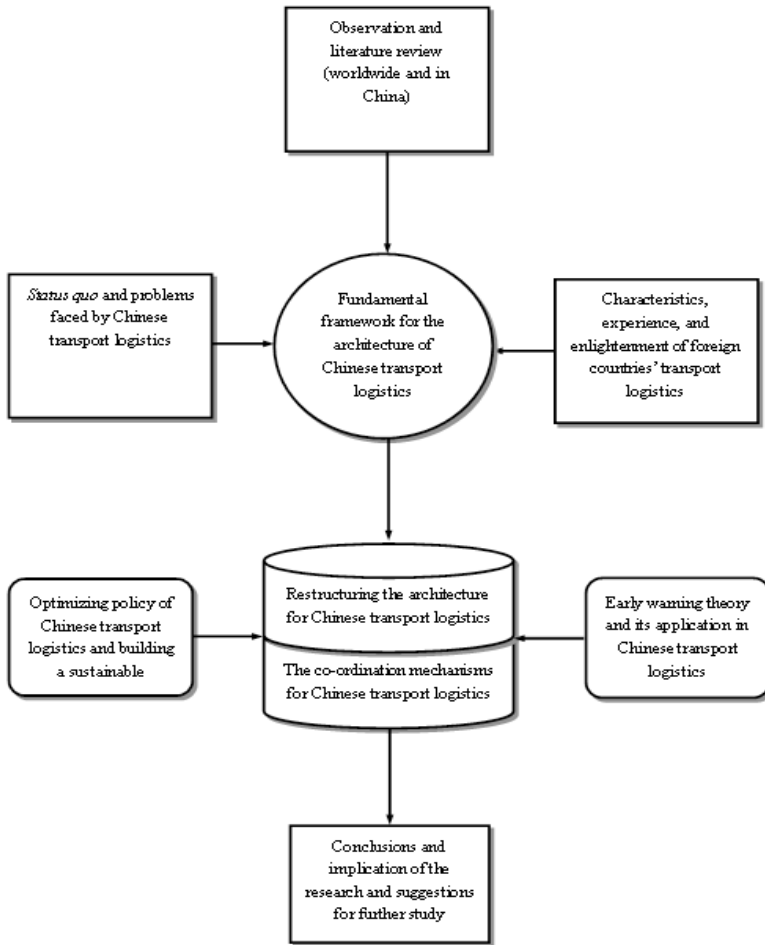 Observation and
literature review
(worldwide and in
China)
Status quo and problems
faced by Chinese
transport logistics
Fundamental
framework for the
architecture of
Chinese transport
logistics
Characteristics,
experience, and
enlightenment of foreign
countries' transport
logistics
Optimizing policy of
Chinese transport
logistics and building
a sustainable
Restructuring the architecture
for Chinese transport logistics
The co-ordination mechanisms
for Chinese transport logistics
Early warning theory
and its application in
Chinese transport
logistics
Conclusions and
implication of the
research and suggestions
for further study